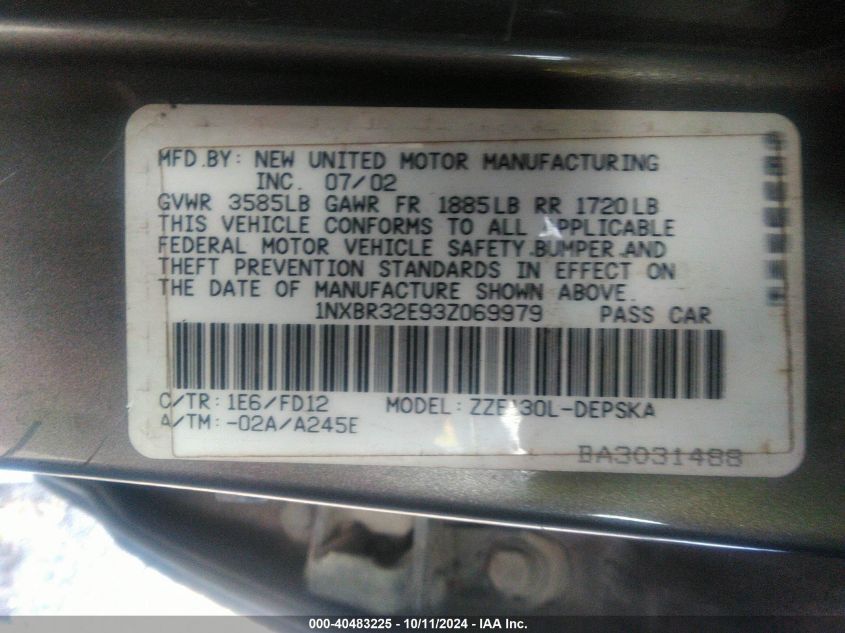 MFD.BY: NEW UNITED MOTOR MANUFACTURING
INC. 07/02
GVWR 3585LB GAWR FR 1885LB RR 1720LB
THIS VEHICLE CONFORMS TO ALL APPLICABLE
FEDERAL MOTOR VEHICLE SAFETY,BUMPER,AND
THEFT PREVENTION STANDARDS IN EFFECT ON
THE DATE OF MANUFACTURE SHOWN ABOVE.
1NXBR32E93Z069979 PASS CAR
C/TR: 1E6/FD12 MODEL:
A/TM: -02A/A245E
BA3031488
000-40483225 - 10/11/2024 - IAA Inc.